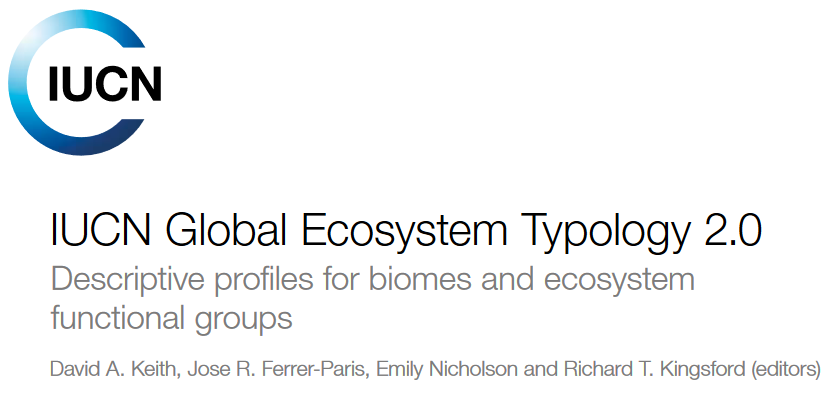 IUCN
IUCN Global Ecosystem Typology 2.0
Descriptive profiles for biomes and ecosystem
functional groups
David A. Keith, Jose R. Ferrer-Paris, Emily Nicholson and Richard T. Kingsford (editors)